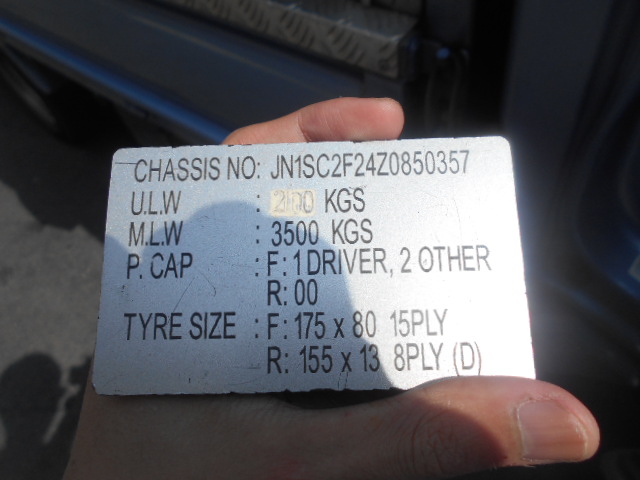 CHASSIS NO: JN1SC2F24Z0850357
U.L.W : KGS
M.L.W : 3500 KGS
P. CAP : F: 1 DRIVER, 2 OTHER
R: 00
TYRE SIZE : F: 175 x 80 15PLY
R: 155 x 13 8PLY (D)